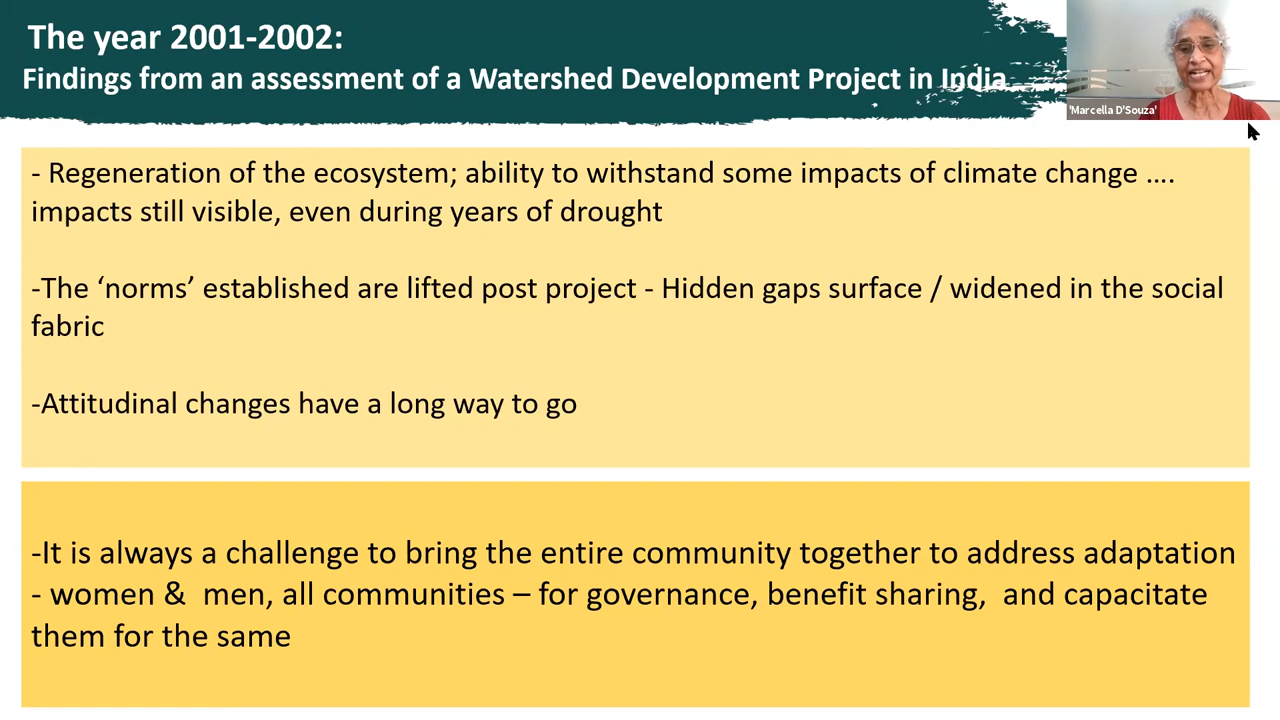 The year 2001-2002:
Findings from an assessment of a Watershed Development Project in India
'Marcella D'Souza'
- Regeneration of the ecosystem; ability to withstand some impacts of climate change ....
impacts still visible, even during years of drought
-The ‘norms’ established are lifted post project - Hidden gaps surface / widened in the social
fabric
-Attitudinal changes have a long way to go
-It is always a challenge to bring the entire community together to address adaptation
- women &  men, all communities – for governance, benefit sharing,  and capacitate
them for the same